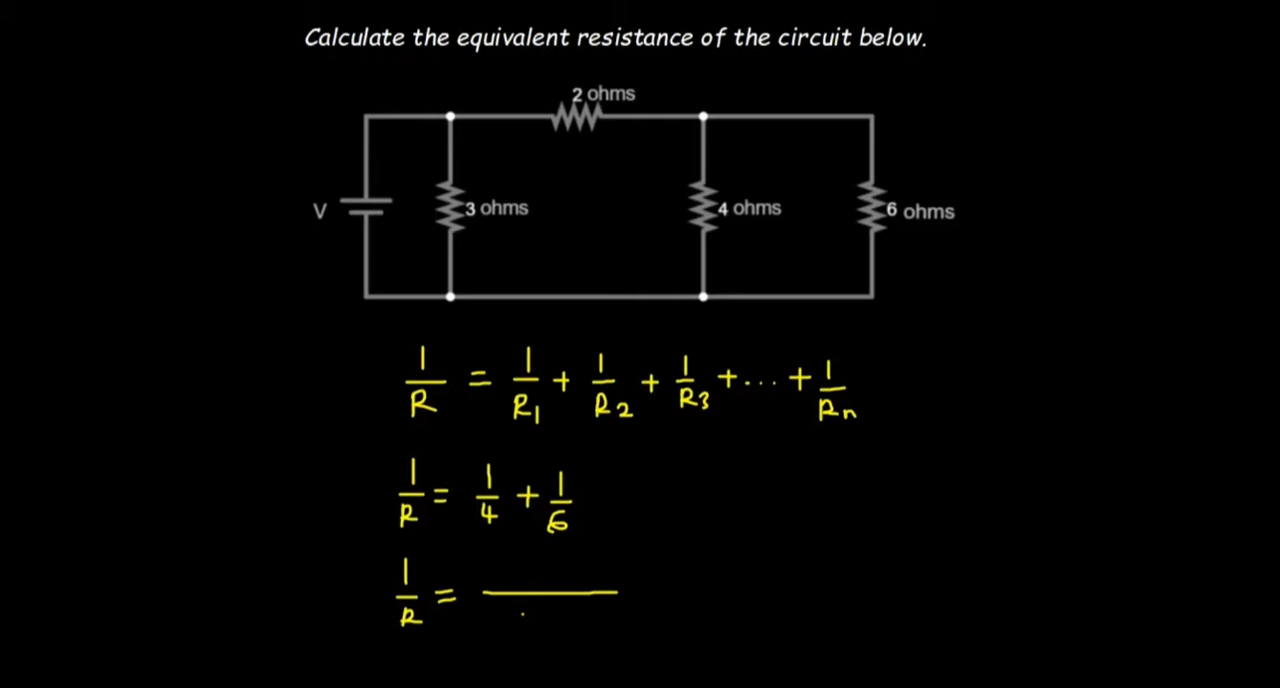 Calculate the equivalent resistance of the circuit below.
2 ohms
V
3 ohms
4 ohms
6 ohms
1/R = 1/R1 + 1/R2 + 1/R3 + ... + 1/Rn
1/R = 1/4 + 1/6
1/R =